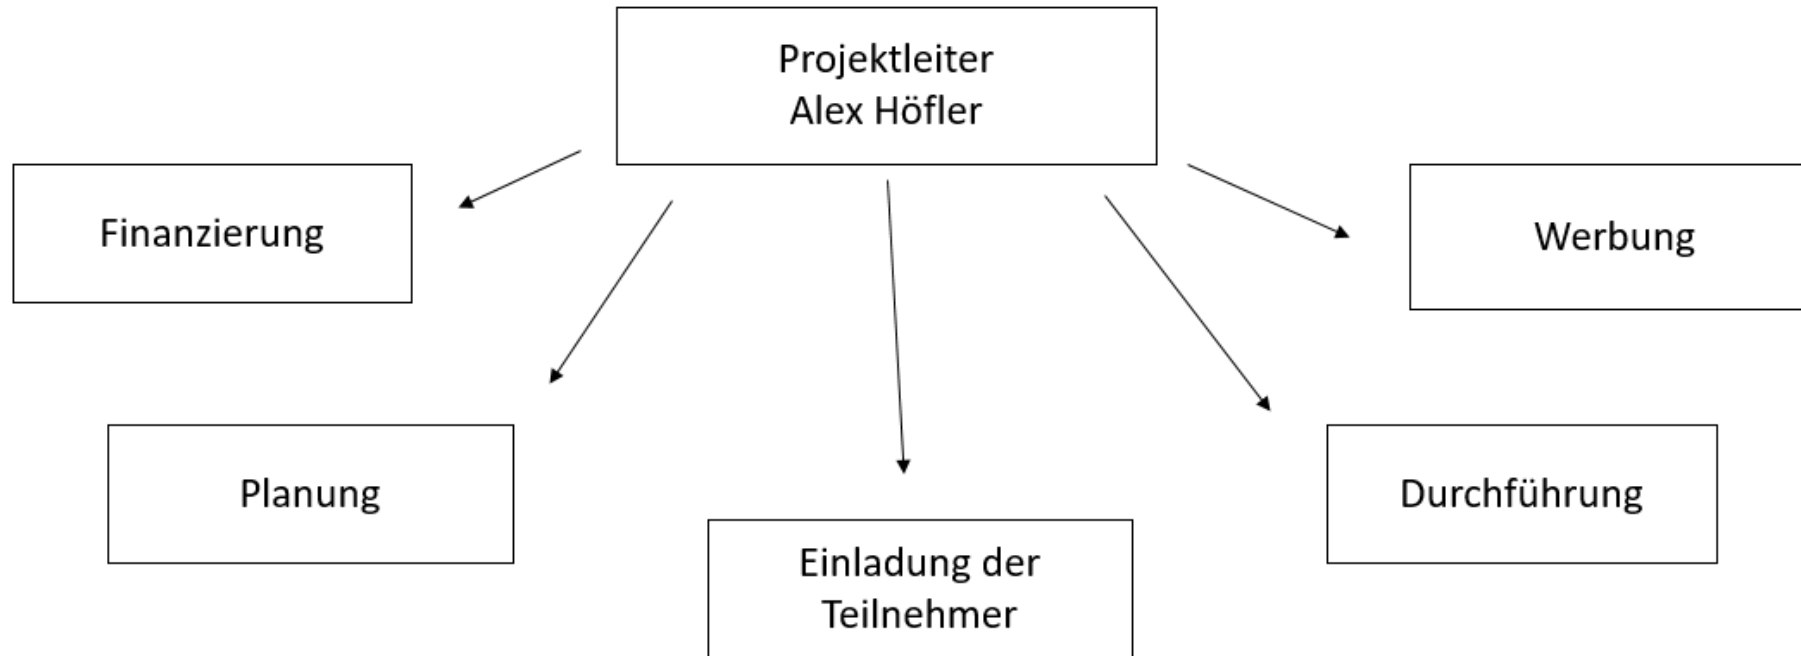 Projektleiter
Alex Höfler
Finanzierung
Werbung
Planung
Durchführung
Einladung der
Teilnehmer